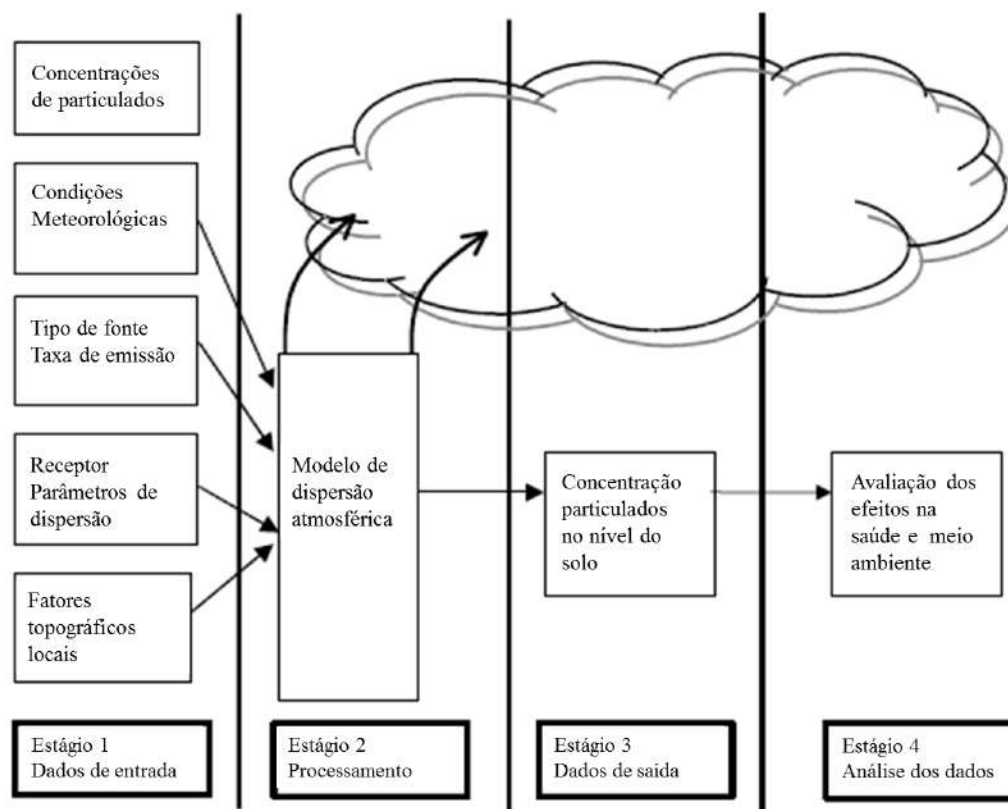 Concentrações
de particulados
Condições
Meteorológicas
Tipo de fonte
Taxa de emissão
Receptor
Parâmetros de
dispersão
Fatores
topográficos
locais
Modelo de
dispersão
atmosférica
Concentração
particulados
no nível do
solo
Avaliação dos
efeitos na
saúde e meio
ambiente
Estágio 1
Dados de entrada
Estágio 2
Processamento
Estágio 3
Dados de saída
Estágio 4
Análise dos dados